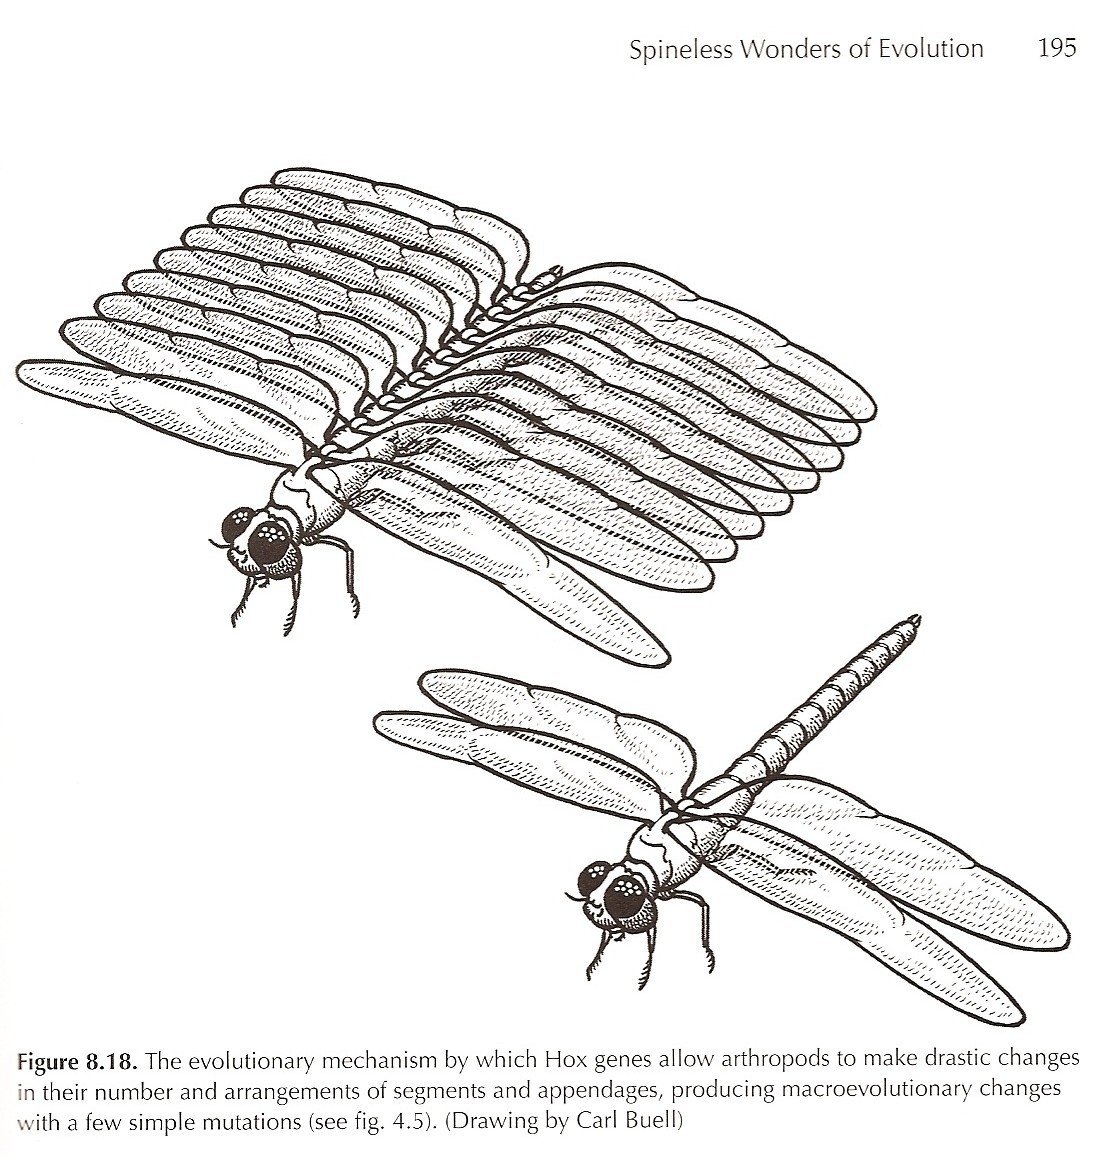 Spineless Wonders of Evolution 195
Figure 8.18. The evolutionary mechanism by which Hox genes allow arthropods to make drastic changes
in their number and arrangements of segments and appendages, producing macroevolutionary changes
with a few simple mutations (see fig. 4.5). (Drawing by Carl Buell)